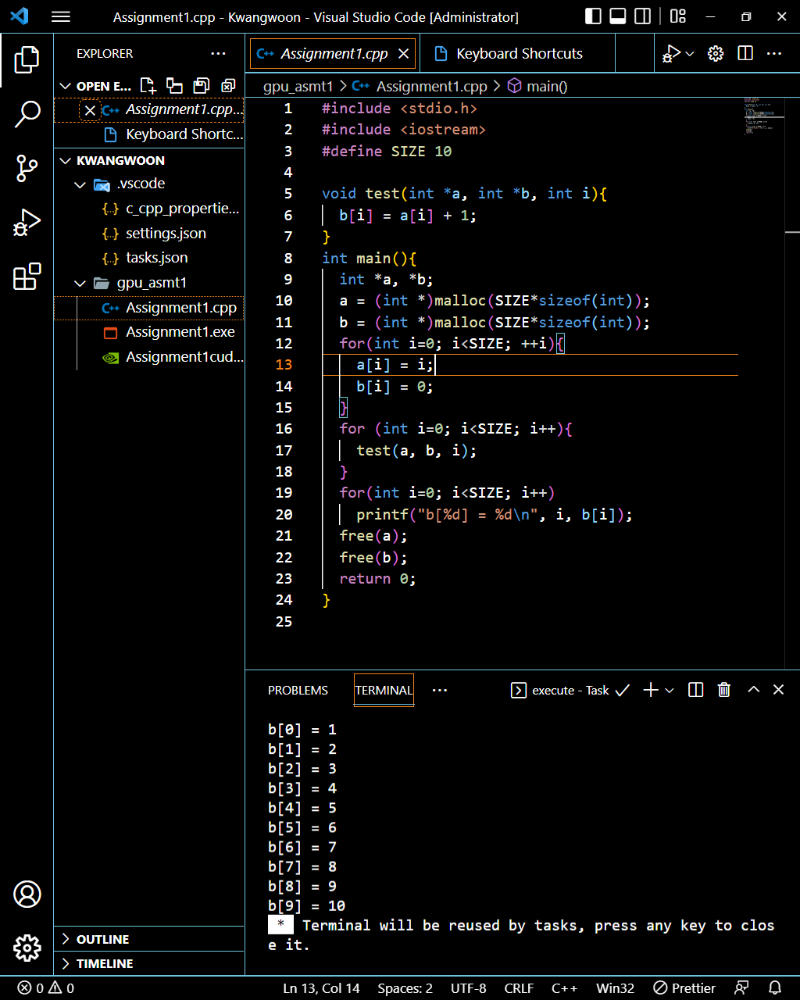 Assignment1.cpp - Kwangwoon - Visual Studio Code [Administrator]
EXPLORER
OPEN E...
Assignment1.cpp...
Keyboard Shortc...
KWANGWOON
.vscode
{..} c_cpp_propertie...
{..} settings.json
{..} tasks.json
gpu_asmt1
C++ Assignment1.cpp
Assignment1.exe
Assignment1cud...
OUTLINE
TIMELINE
C++ Assignment1.cpp
Keyboard Shortcuts
gpu_asmt1 > C++ Assignment1.cpp > main()
1 #include <stdio.h>
2 #include <iostream>
3 #define SIZE 10
4
5 void test(int *a, int *b, int i){
6 b[i] = a[i] + 1;
7 }
8 int main(){
9 int *a, *b;
10 a = (int *)malloc(SIZE*sizeof(int));
11 b = (int *)malloc(SIZE*sizeof(int));
12 for(int i=0; i<SIZE; ++i){
13 a[i] = i;
14 b[i] = 0;
15 }
16 for (int i=0; i<SIZE; i++){
17 test(a, b, i);
18 }
19 for(int i=0; i<SIZE; i++)
20 printf("b[%d] = %d\n", i, b[i]);
21 free(a);
22 free(b);
23 return 0;
24 }
25
PROBLEMS TERMINAL ... execute - Task
b[0] = 1
b[1] = 2
b[2] = 3
b[3] = 4
b[4] = 5
b[5] = 6
b[6] = 7
b[7] = 8
b[8] = 9
b[9] = 10
* Terminal will be reused by tasks, press any key to clos
e it.
0 0 Ln 13, Col 14 Spaces: 2 UTF-8 CRLF C++ Win32 Prettier